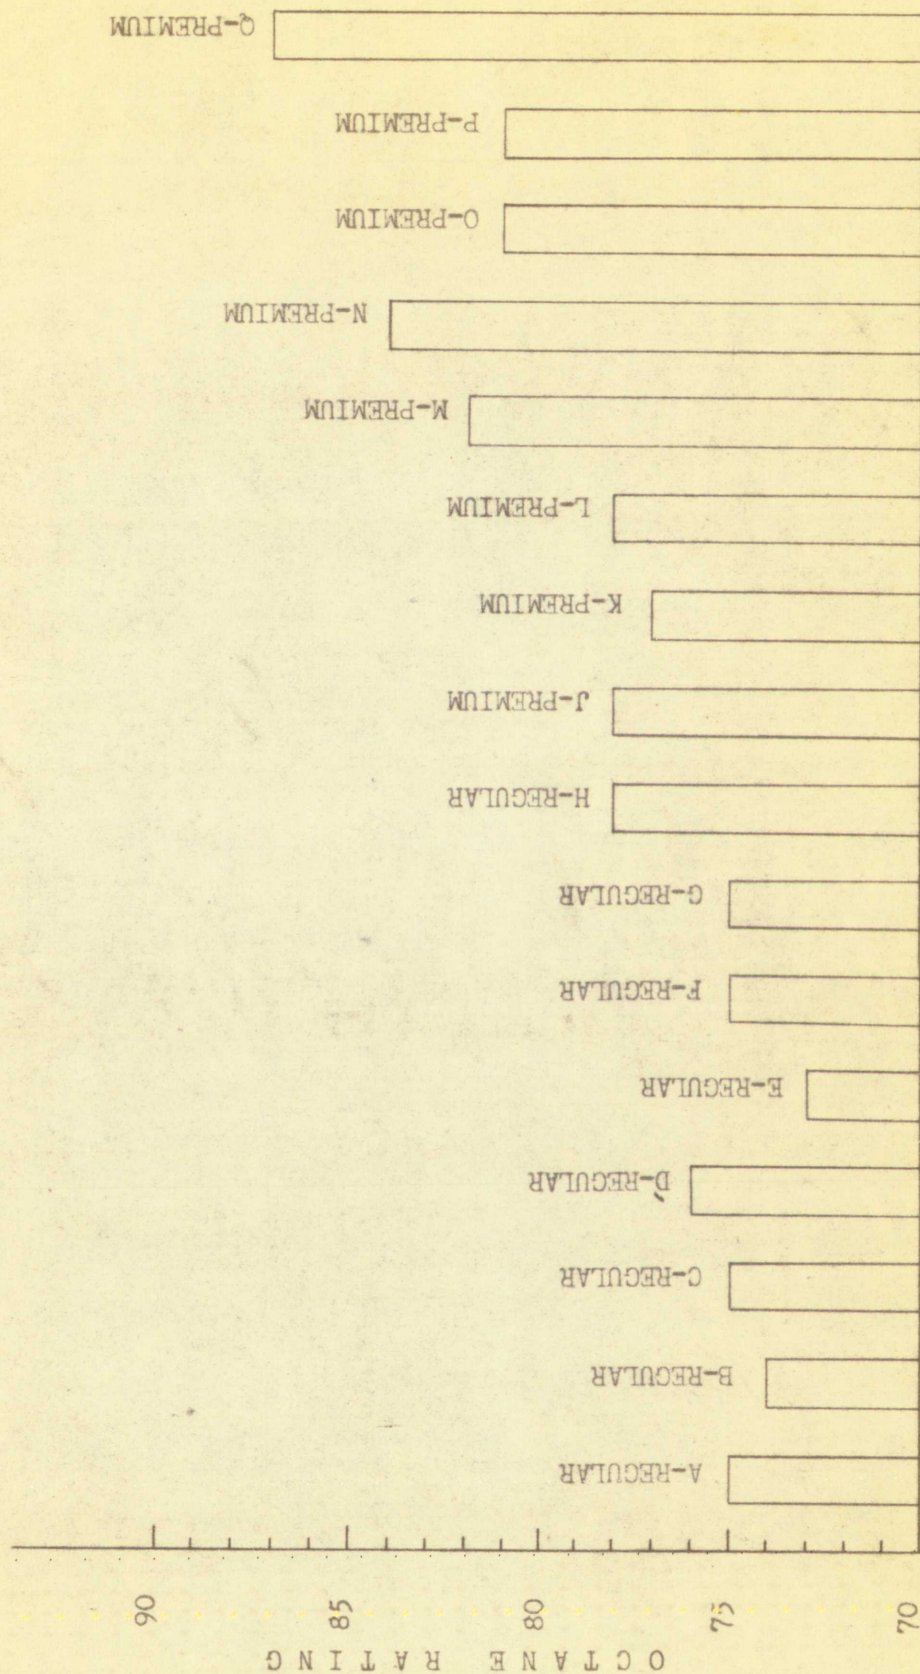 OCTANE RATING
70
75
80
85
90
A-REGULAR
B-REGULAR
C-REGULAR
D-REGULAR
E-REGULAR
F-REGULAR
G-REGULAR
H-REGULAR
J-PREMIUM
K-PREMIUM
L-PREMIUM
M-PREMIUM
N-PREMIUM
O-PREMIUM
P-PREMIUM
Q-PREMIUM